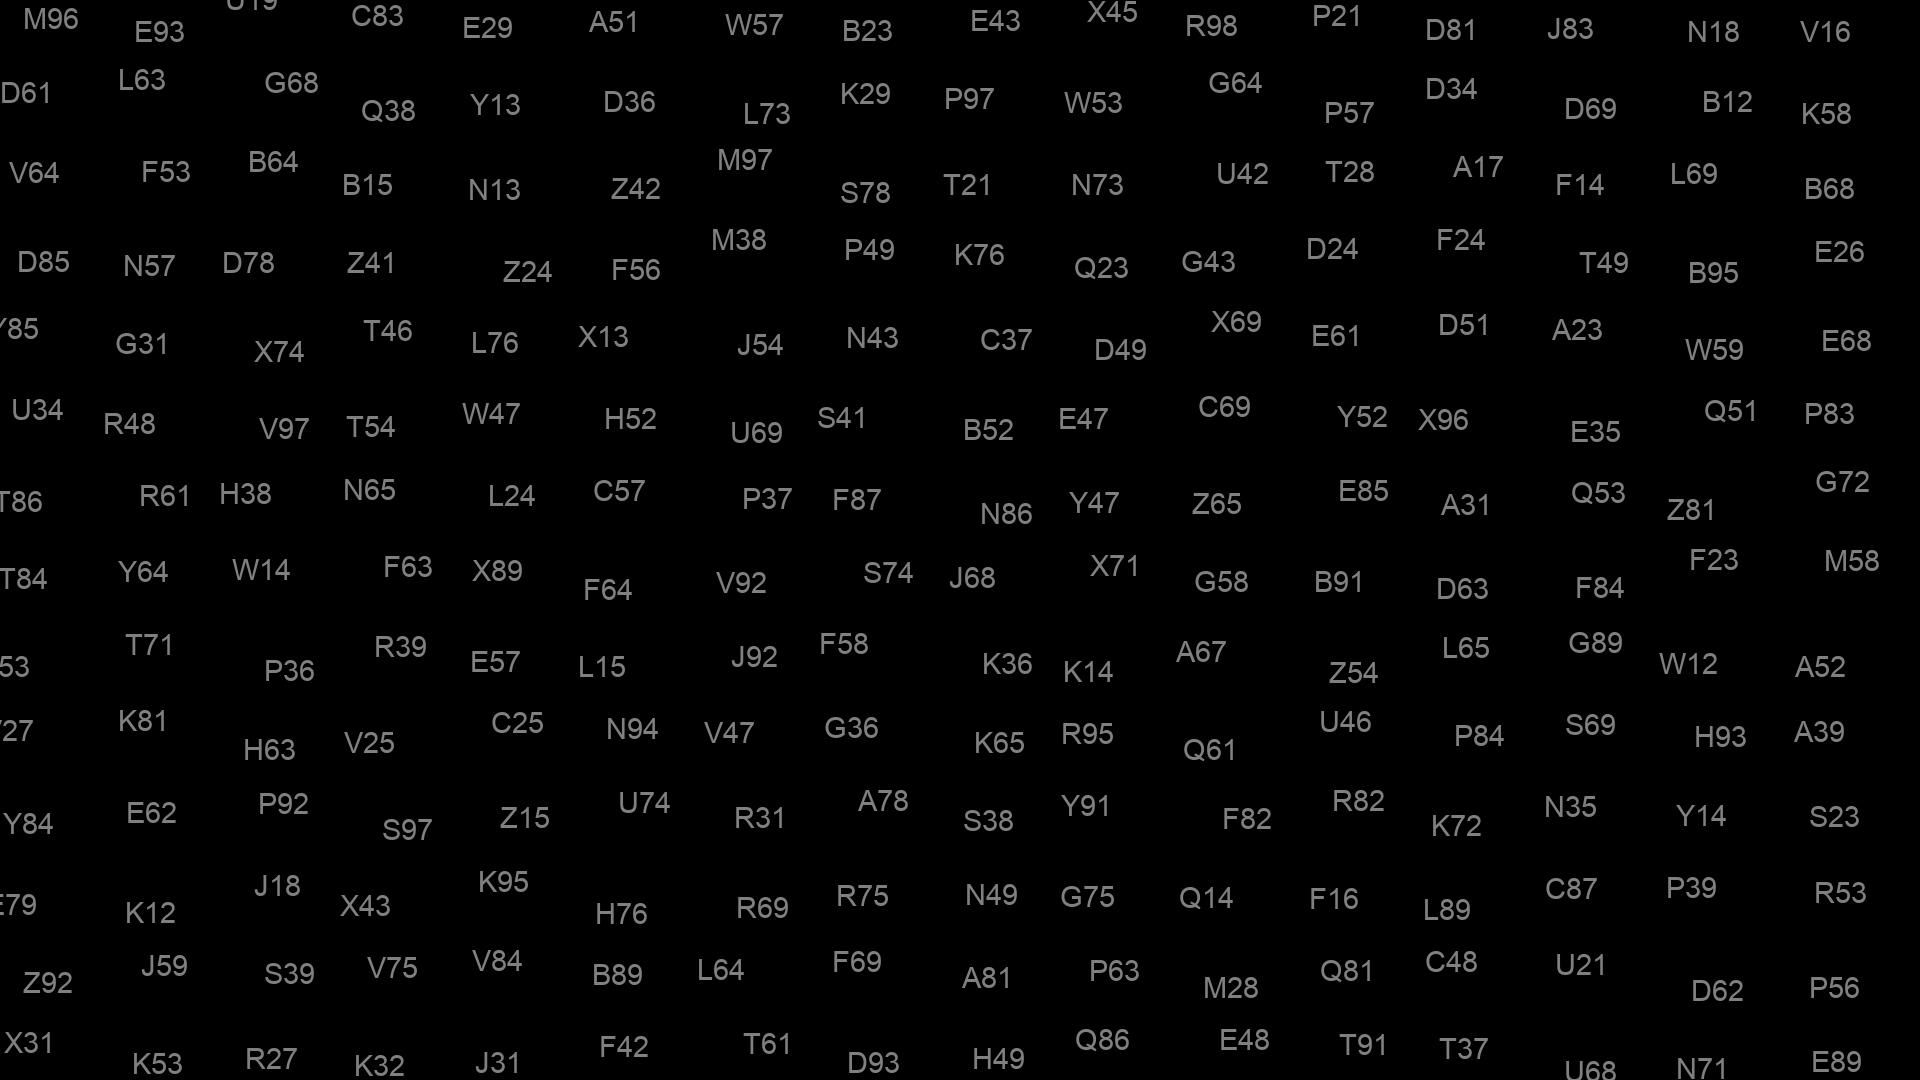 M96 E93 U19 C83 E29 A51 W57 B23 E43 X45 R98 P21 D81 J83 N18 V16
D61 L63 G68 Q38 Y13 D36 L73 K29 P97 W53 G64 P57 D34 D69 B12 K58
V64 F53 B64 B15 N13 Z42 M97 S78 T21 N73 U42 T28 A17 F14 L69 B68
D85 N57 D78 Z41 Z24 F56 M38 P49 K76 Q23 G43 D24 F24 T49 B95 E26
Y85 G31 X74 T46 L76 X13 J54 N43 C37 D49 X69 E61 D51 A23 W59 E68
U34 R48 V97 T54 W47 H52 U69 S41 B52 E47 C69 Y52 X96 E35 Q51 P83
T86 R61 H38 N65 L24 C57 P37 F87 N86 Y47 Z65 E85 A31 Q53 Z81 G72
T84 Y64 W14 F63 X89 F64 V92 S74 J68 X71 G58 B91 D63 F84 F23 M58
53 T71 P36 R39 E57 L15 J92 F58 K36 K14 A67 Z54 L65 G89 W12 A52
27 K81 H63 V25 C25 N94 V47 G36 K65 R95 Q61 U46 P84 S69 H93 A39
Y84 E62 P92 S97 Z15 U74 R31 A78 S38 Y91 F82 R82 K72 N35 Y14 S23
E79 K12 J18 X43 K95 H76 R69 R75 N49 G75 Q14 F16 L89 C87 P39 R53
Z92 J59 S39 V75 V84 B89 L64 F69 A81 P63 M28 Q81 C48 U21 D62 P56
X31 K53 R27 K32 J31 F42 T61 D93 H49 Q86 E48 T91 T37 U68 N71 E89